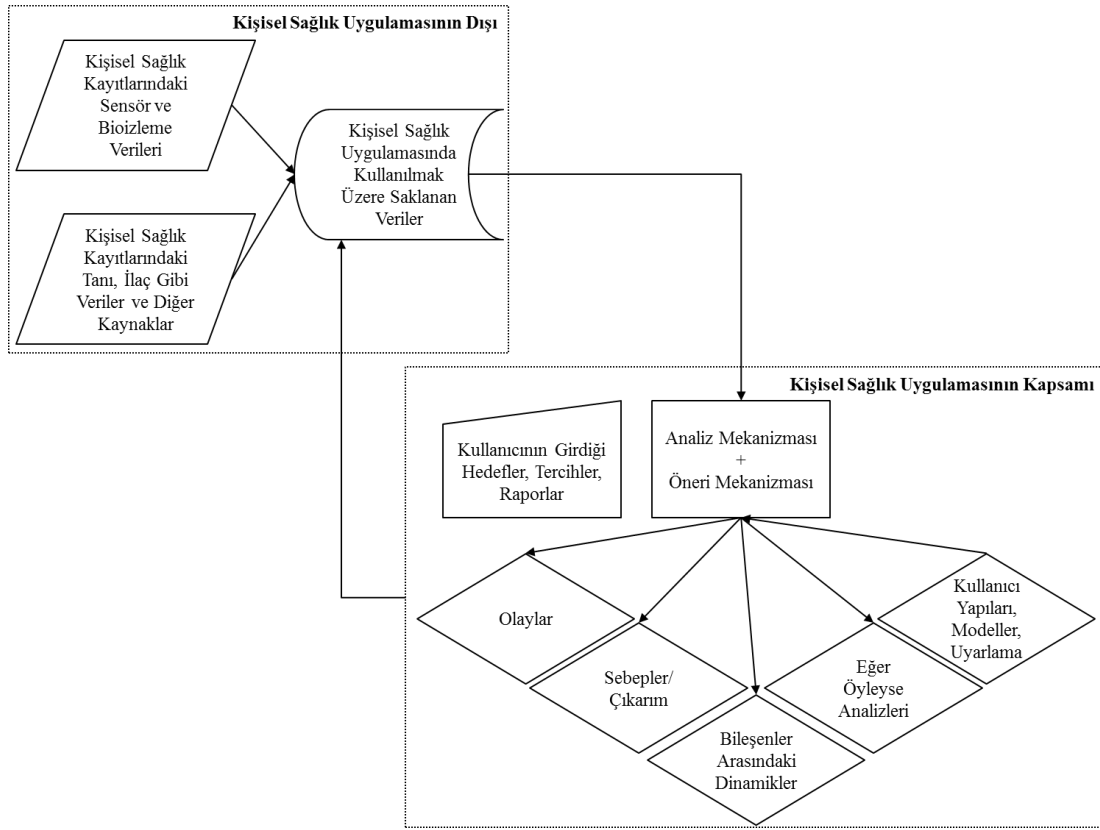 Kişisel Sağlık Uygulamasının Dışı
Kişisel Sağlık
Kayıtlarındaki
Sensör ve
Bioizleme
Verileri
Kişisel Sağlık
Uygulamasında
Kullanılmak
Üzere Saklanan
Veriler
Kişisel Sağlık
Kayıtlarındaki
Tanı, İlaç Gibi
Veriler ve Diğer
Kaynaklar
Kişisel Sağlık Uygulamasının Kapsamı
Kullanıcının Girdiği
Hedefler, Tercihler,
Raporlar
Analiz Mekanizması
+
Öneri Mekanizması
Olaylar
Sebepler/
Çıkarım
Bileşenler
Arasındaki
Dinamikler
Eğer
Öyleyse
Analizleri
Kullanıcı
Yapıları,
Modeller,
Uyarlama